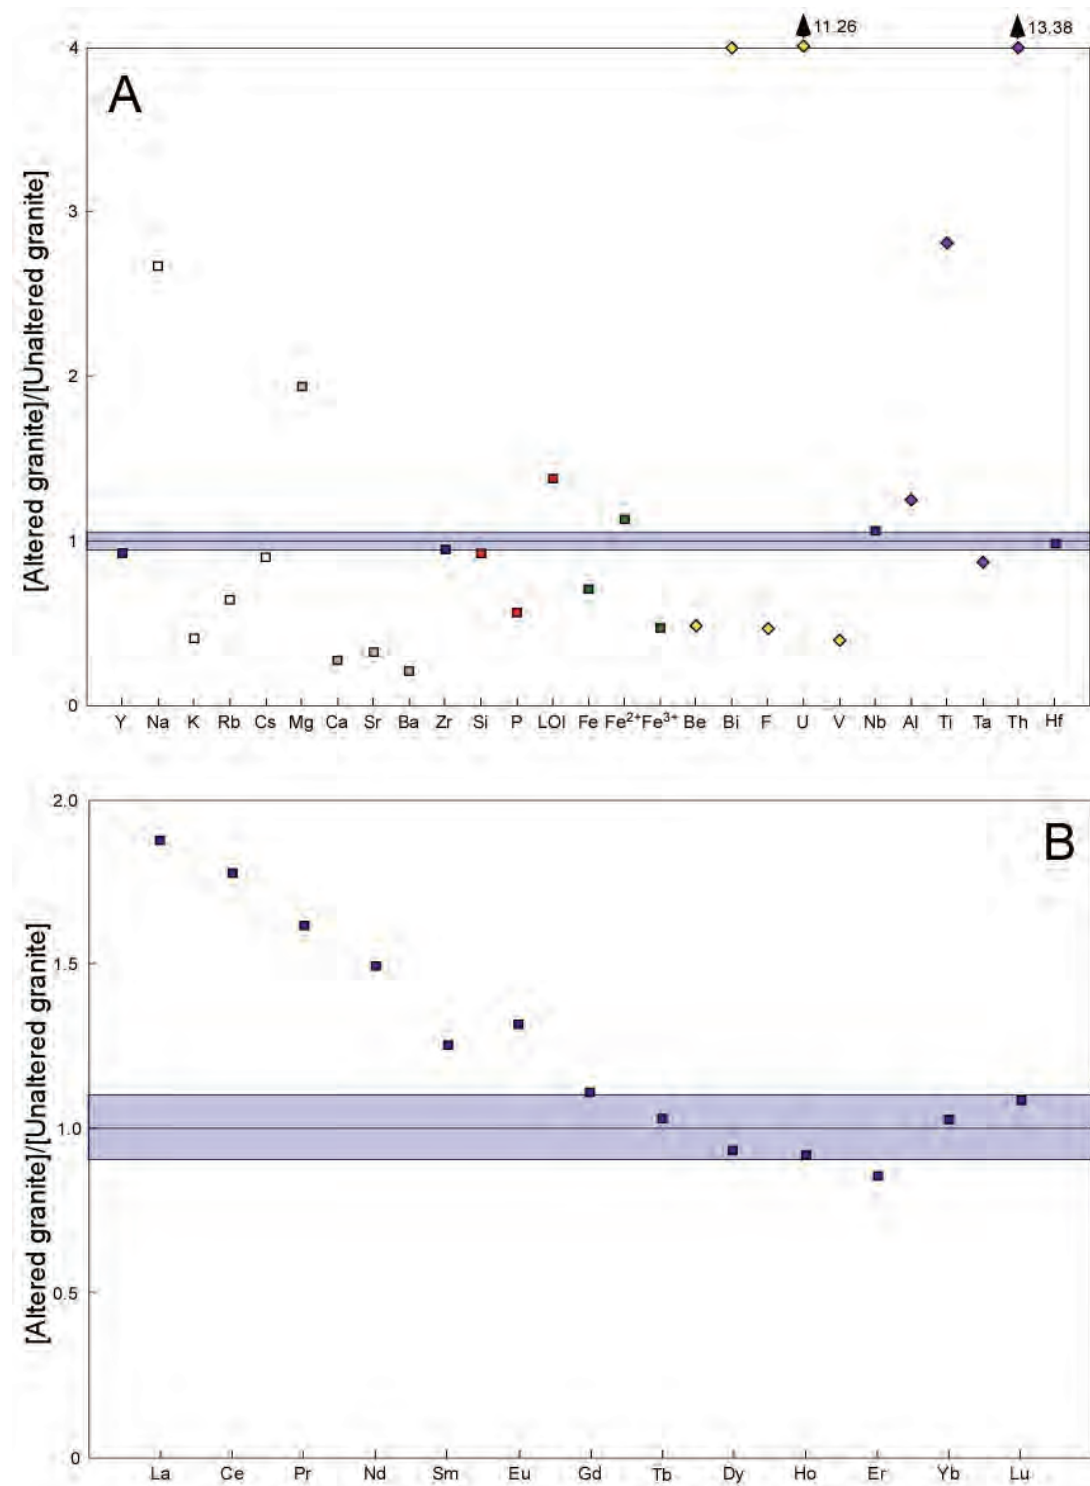 11.26
13.38
4
A
3
2
1
0
[Altered granite]/[Unaltered granite]
Y Na K Rb Cs Mg Ca Sr Ba Zr Si P LOI Fe Fe²⁺ Fe³⁺ Be Bi F U V Nb Al Ti Ta Th Hf
2.0
B
1.5
1.0
0.5
0
[Altered granite]/[Unaltered granite]
La Ce Pr Nd Sm Eu Gd Tb Dy Ho Er Yb Lu